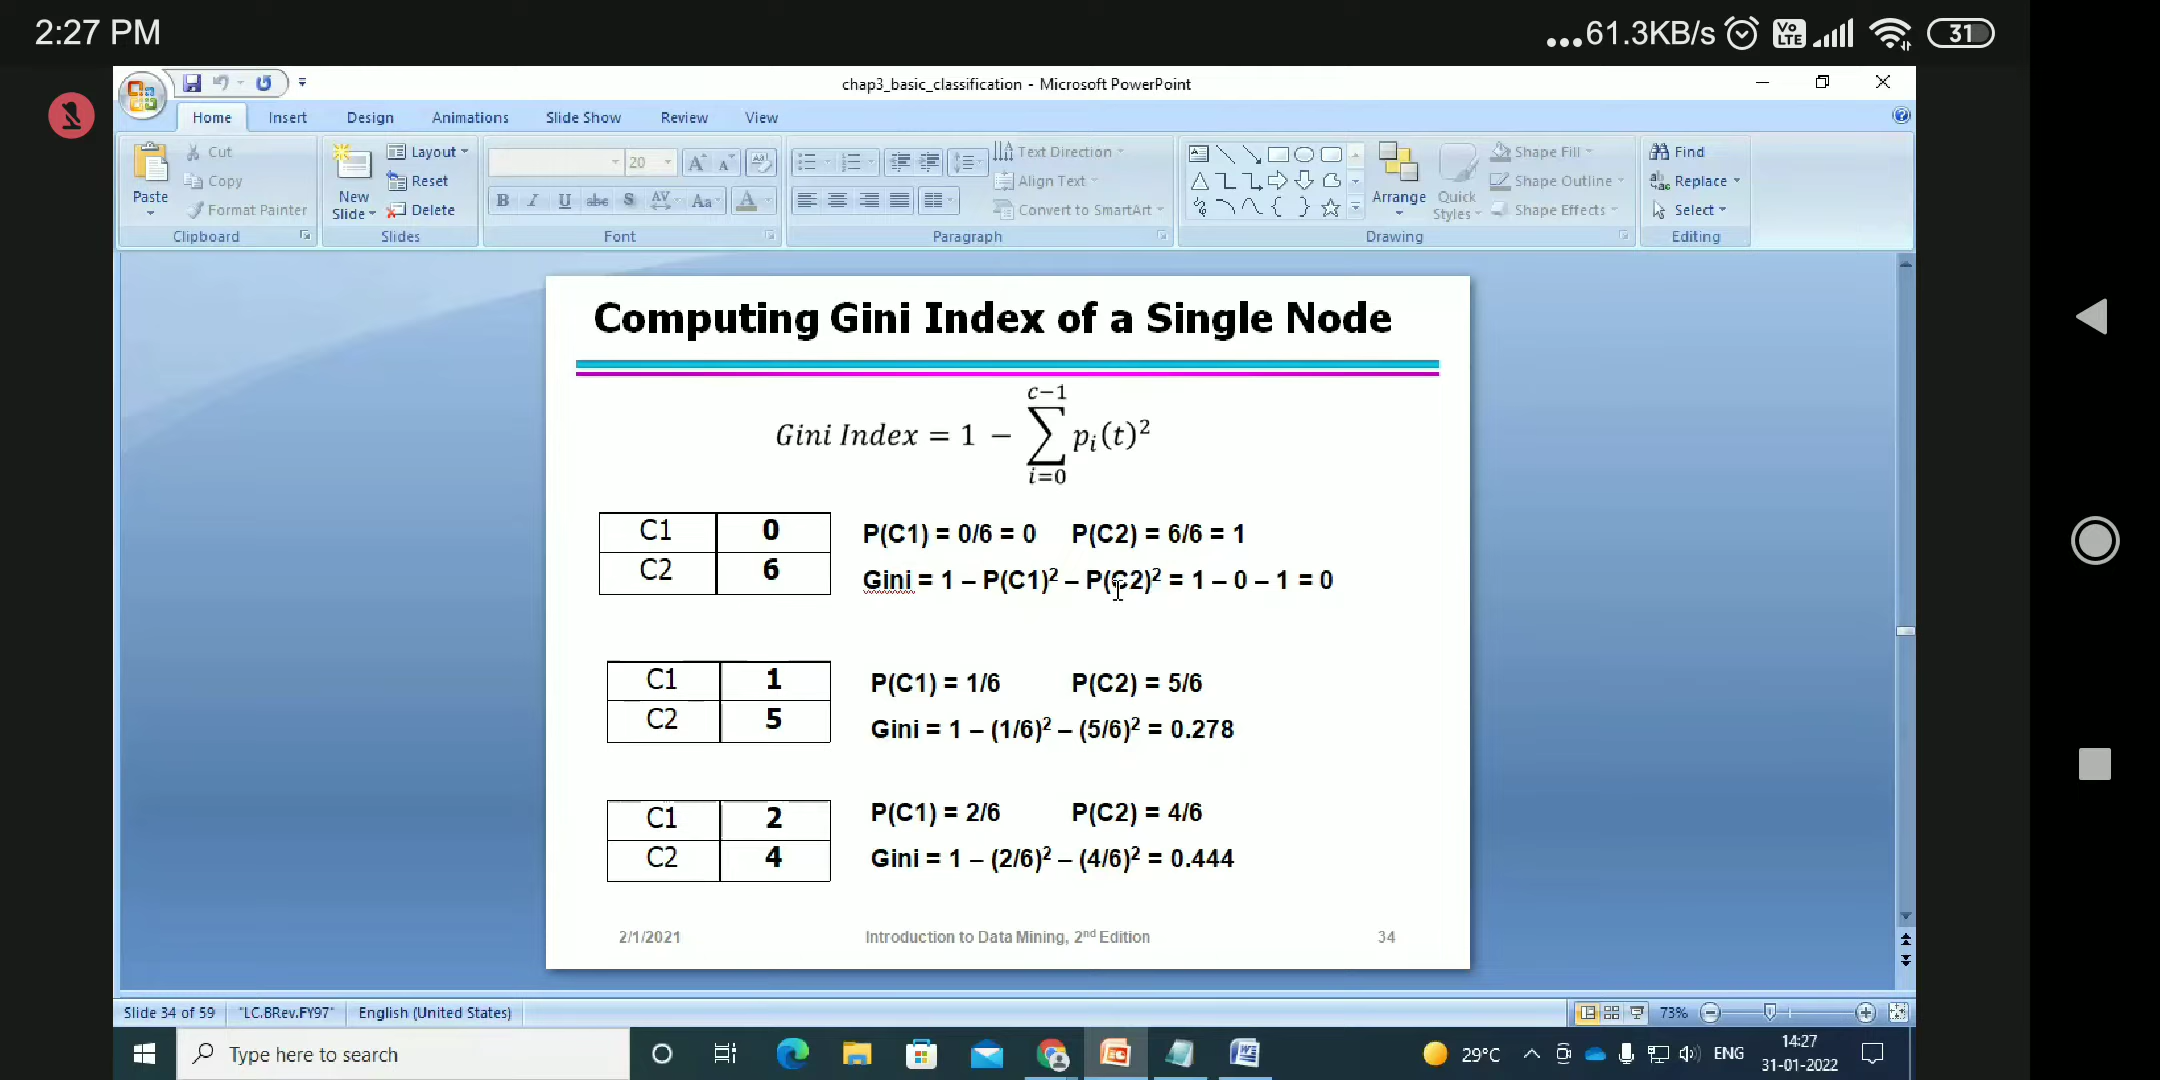 2:27 PM
...61.3KB/s Vo LTE 31
chap3_basic_classification - Microsoft PowerPoint
Home Insert Design Animations Slide Show Review View
Paste
Cut
Copy
Format Painter
Clipboard
New Slide
Layout
Reset
Delete
Slides
20
B I U abc S AV Aa A
Font
Text Direction
Align Text
Convert to SmartArt
Paragraph
Arrange
Quick Styles
Shape Fill
Shape Outline
Shape Effects
Drawing
Find
Replace
Select
Editing
Computing Gini Index of a Single Node
Gini Index = 1 − ∑_{i=0}^{c−1} p_i(t)²
C1 0
C2 6
P(C1) = 0/6 = 0 P(C2) = 6/6 = 1
Gini = 1 – P(C1)² – P(C2)² = 1 – 0 – 1 = 0
C1 1
C2 5
P(C1) = 1/6 P(C2) = 5/6
Gini = 1 – (1/6)² – (5/6)² = 0.278
C1 2
C2 4
P(C1) = 2/6 P(C2) = 4/6
Gini = 1 – (2/6)² – (4/6)² = 0.444
2/1/2021 Introduction to Data Mining, 2nd Edition 34
Slide 34 of 59 "LC.BRev.FY97" English (United States) 73%
Type here to search
29°C ENG
14:27
31-01-2022